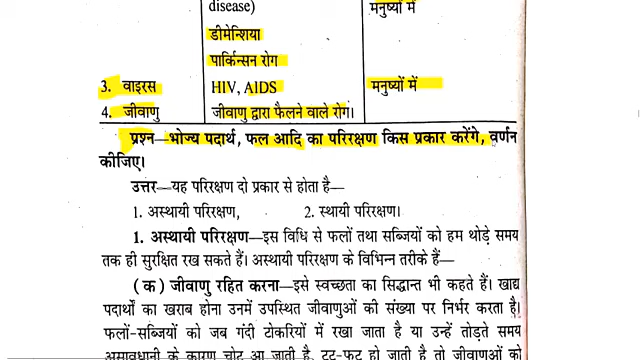 disease)
मनुष्यों में
डीमेन्शिया
पार्किन्सन रोग
3. वाइरस HIV, AIDS मनुष्यों में
4. जीवाणु जीवाणु द्वारा फैलने वाले रोग।
प्रश्न—भोज्य पदार्थ, फल आदि का परिरक्षण किस प्रकार करेंगे, वर्णन
कीजिए।
उत्तर—यह परिरक्षण दो प्रकार से होता है—
1. अस्थायी परिरक्षण, 2. स्थायी परिरक्षण।
1. अस्थायी परिरक्षण—इस विधि से फलों तथा सब्जियों को हम थोड़े समय
तक ही सुरक्षित रख सकते हैं। अस्थायी परिरक्षण के विभिन्न तरीके हैं—
(क) जीवाणु रहित करना—इसे स्वच्छता का सिद्धान्त भी कहते हैं। खाद्य
पदार्थों का खराब होना उनमें उपस्थित जीवाणुओं की संख्या पर निर्भर करता है।
फलों-सब्जियों को जब गंदी टोकरियों में रखा जाता है या उन्हें तोड़ते समय
असावधानी के कारण चोट आ जाती है, टूट-फूट हो जाती है तो जीवाणुओं को